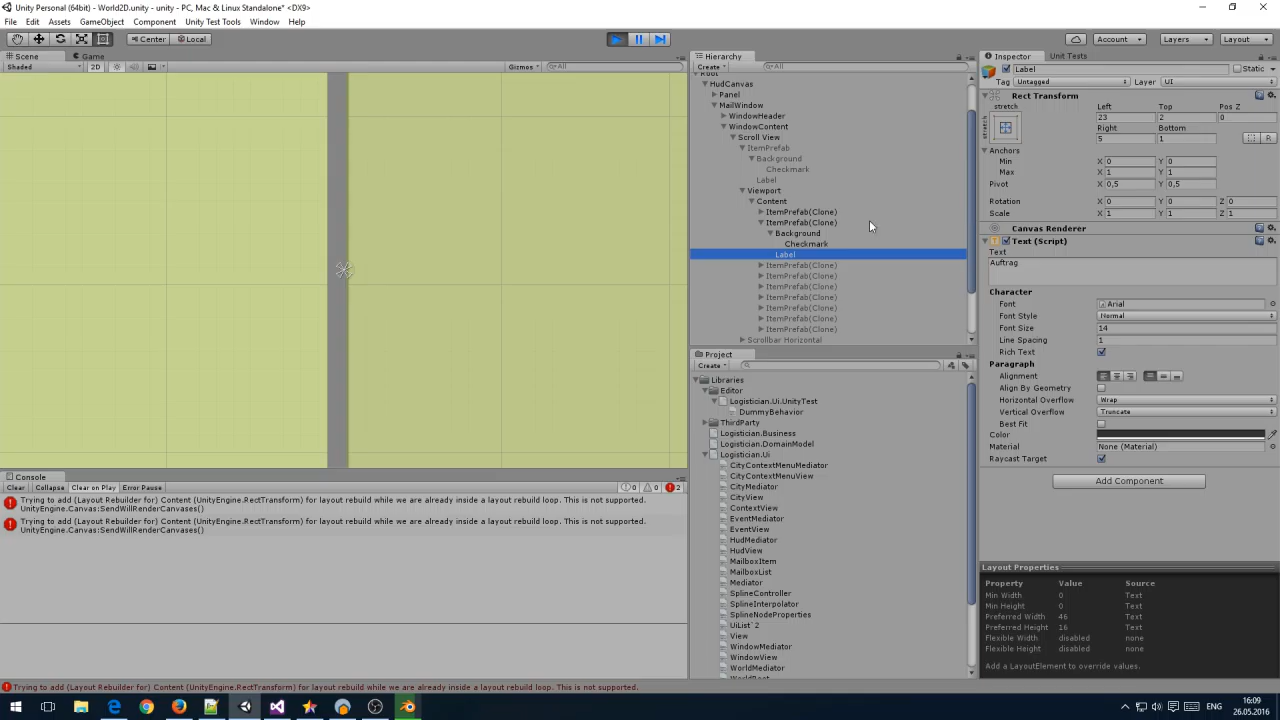 Unity Personal (64bit) - World2D.unity - unity - PC, Mac & Linux Standalone* <DX9>
File Edit Assets GameObject Component Unity Test Tools Window Help
Center Local Account Layers Layout
Scene Game
Shaded 2D Gizmos All
Hierarchy
Create All
Root
HudCanvas
Panel
MailWindow
WindowHeader
WindowContent
Scroll View
ItemPrefab
Background
Checkmark
Label
Viewport
Content
ItemPrefab(Clone)
ItemPrefab(Clone)
Background
Checkmark
Label
ItemPrefab(Clone)
ItemPrefab(Clone)
ItemPrefab(Clone)
ItemPrefab(Clone)
ItemPrefab(Clone)
ItemPrefab(Clone)
ItemPrefab(Clone)
Scrollbar Horizontal
Project
Create
Libraries
Editor
Logistician.Ui.UnityTest
DummyBehavior
ThirdParty
Logistician.Business
Logistician.DomainModel
Logistician.Ui
CityContextMenuMediator
CityContextMenuView
CityMediator
CityView
ContextView
EventMediator
EventView
HudMediator
HudView
MailboxItem
MailboxList
Mediator
SplineController
SplineInterpolator
SplineNodeProperties
UiList`2
View
WindowMediator
WindowView
WorldMediator
WorldRoot
Inspector Unit Tests
Label Static
Tag Untagged Layer UI
Rect Transform
stretch Left Top Pos Z
23 2 0
stretch Right Bottom
5 1 R
Anchors
Min X 0 Y 0
Max X 1 Y 1
Pivot X 0,5 Y 0,5
Rotation X 0 Y 0 Z 0
Scale X 1 Y 1 Z 1
Canvas Renderer
Text (Script)
Text
Auftrag
Character
Font Arial
Font Style Normal
Font Size 14
Line Spacing 1
Rich Text
Paragraph
Alignment
Align By Geometry
Horizontal Overflow Wrap
Vertical Overflow Truncate
Best Fit
Color
Material None (Material)
Raycast Target
Add Component
Layout Properties
Property Value Source
Min Width 0 Text
Min Height 0 Text
Preferred Width 46 Text
Preferred Height 16 Text
Flexible Width disabled none
Flexible Height disabled none
Add a LayoutElement to override values.
Console
Clear Collapse Clear on Play Error Pause 0 0 2
Trying to add (Layout Rebuilder for) Content (UnityEngine.RectTransform) for layout rebuild while we are already inside a layout rebuild loop. This is not supported.
UnityEngine.Canvas:SendWillRenderCanvases()
Trying to add (Layout Rebuilder for) Content (UnityEngine.RectTransform) for layout rebuild while we are already inside a layout rebuild loop. This is not supported.
UnityEngine.Canvas:SendWillRenderCanvases()
Trying to add (Layout Rebuilder for) Content (UnityEngine.RectTransform) for layout rebuild while we are already inside a layout rebuild loop. This is not supported.
ENG 16:09
26.05.2016